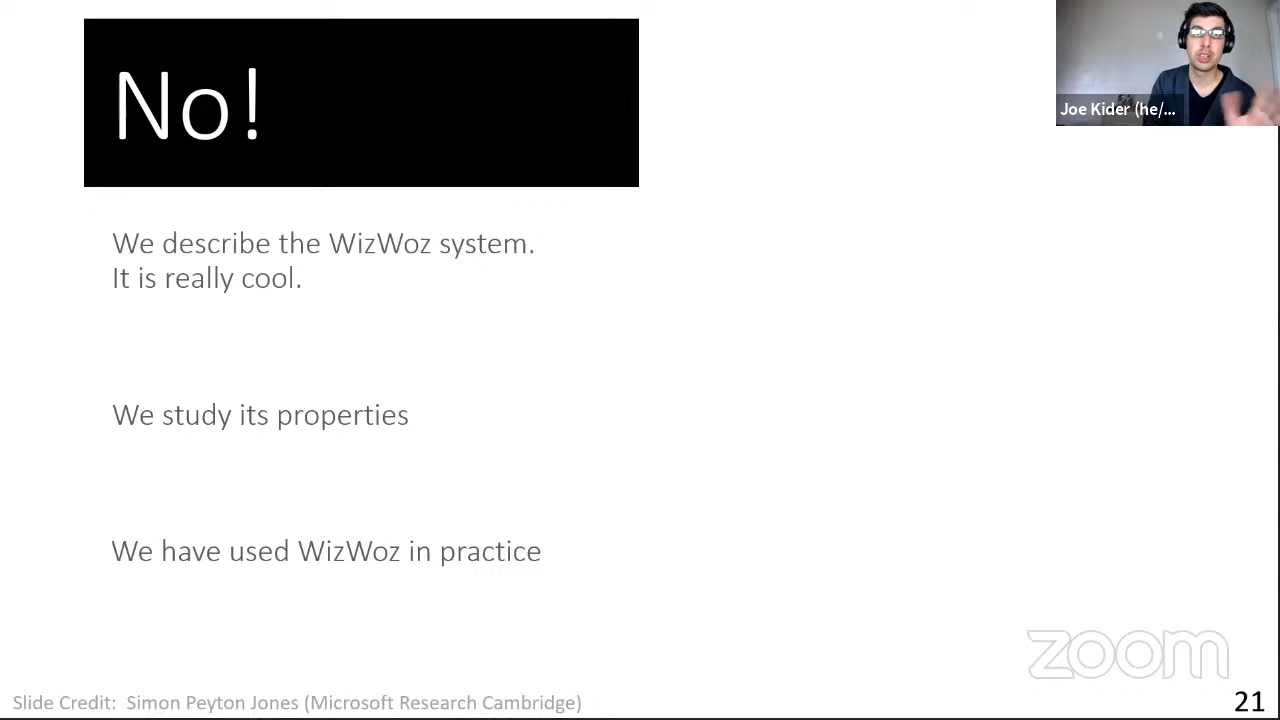 No!
Joe Kider (he/...
We describe the WizWoz system.
It is really cool.
We study its properties
We have used WizWoz in practice
zoom
Slide Credit:  Simon Peyton Jones (Microsoft Research Cambridge)
21